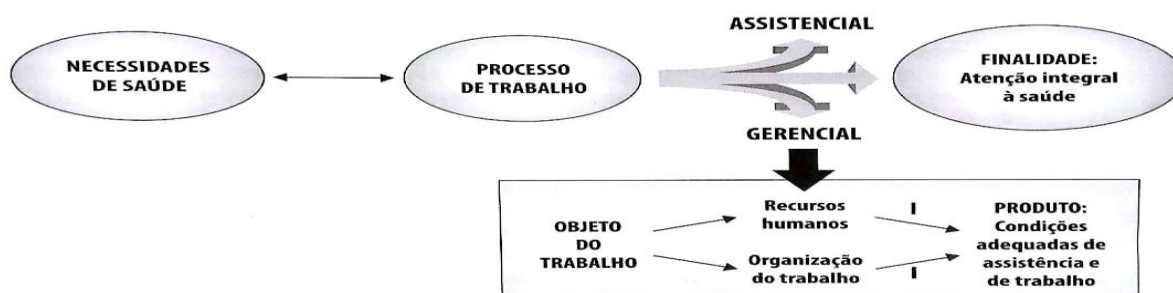 NECESSIDADES
DE SAÚDE
PROCESSO
DE TRABALHO
ASSISTENCIAL
GERENCIAL
FINALIDADE:
Atenção integral
à saúde
OBJETO
DO
TRABALHO
Recursos
humanos
I
Organização
do trabalho
I
PRODUTO:
Condições
adequadas de
assistência e
de trabalho